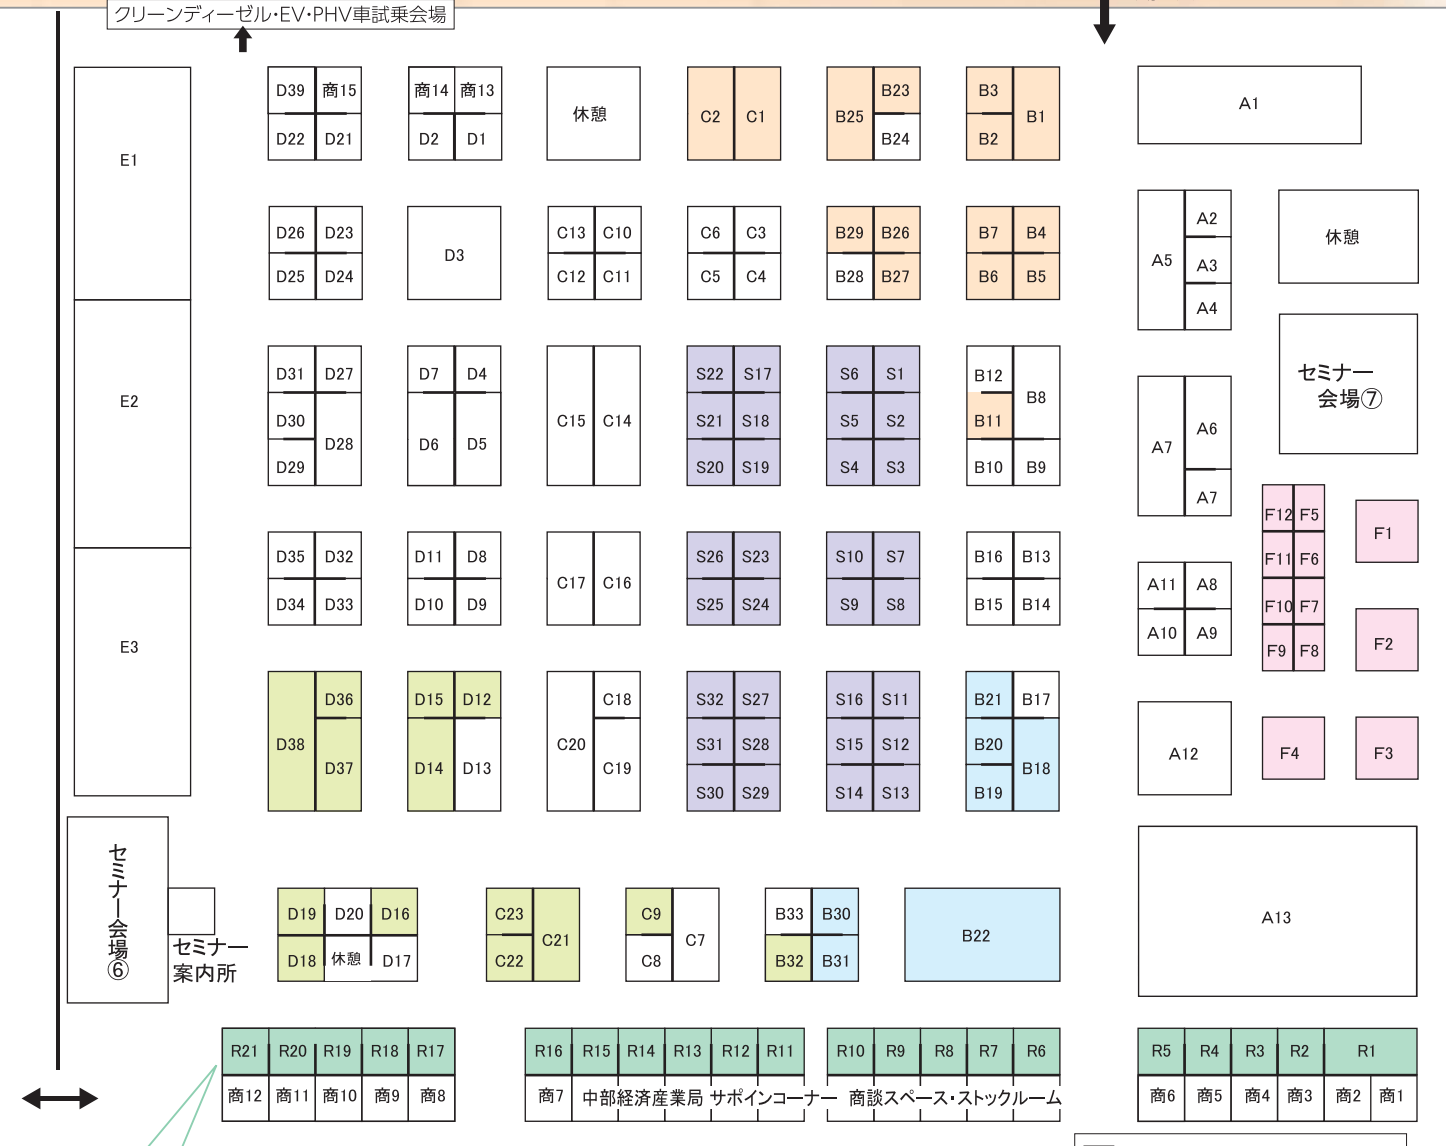 クリーンディーゼル・EV・PHV車試乗会場
D39 商15 商14 商13 休憩 C2 C1 B25 B23 B3 B1 A1
D22 D21 D2 D1 B24 B2
E1
D26 D23 D3 C13 C10 C6 C3 B29 B26 B7 B4 A5 A2 休憩
D25 D24 C12 C11 C5 C4 B28 B27 B6 B5 A3
A4
D31 D27 D7 D4 S22 S17 S6 S1 B12 B8 セミナー
会場⑦
E2 D30 D28 D6 D5 C15 C14 S21 S18 S5 S2 B11 A7 A6
D29 S20 S19 S4 S3 B10 B9 A7
F12 F5 F1
D35 D32 D11 D8 C17 C16 S26 S23 S10 S7 B16 B13 A11 A8 F11 F6
D34 D33 D10 D9 S25 S24 S9 S8 B15 B14 A10 A9 F10 F7
E3 F9 F8 F2
D38 D36 D15 D12 C20 C18 S32 S27 S16 S11 B21 B17
D37 D14 D13 C19 S31 S28 S15 S12 B20 B18 A12 F4 F3
S30 S29 S14 S13 B19
セミナー会場⑥
セミナー
案内所
D19 D20 D16 C23 C21 C9 C7 B33 B30 B22 A13
D18 休憩 D17 C22 C8 B32 B31
R21 R20 R19 R18 R17 R16 R15 R14 R13 R12 R11 R10 R9 R8 R7 R6 R5 R4 R3 R2 R1
商12 商11 商10 商9 商8 商7 中部経済産業局 サポインコーナー 商談スペース・ストックルーム 商6 商5 商4 商3 商2 商1